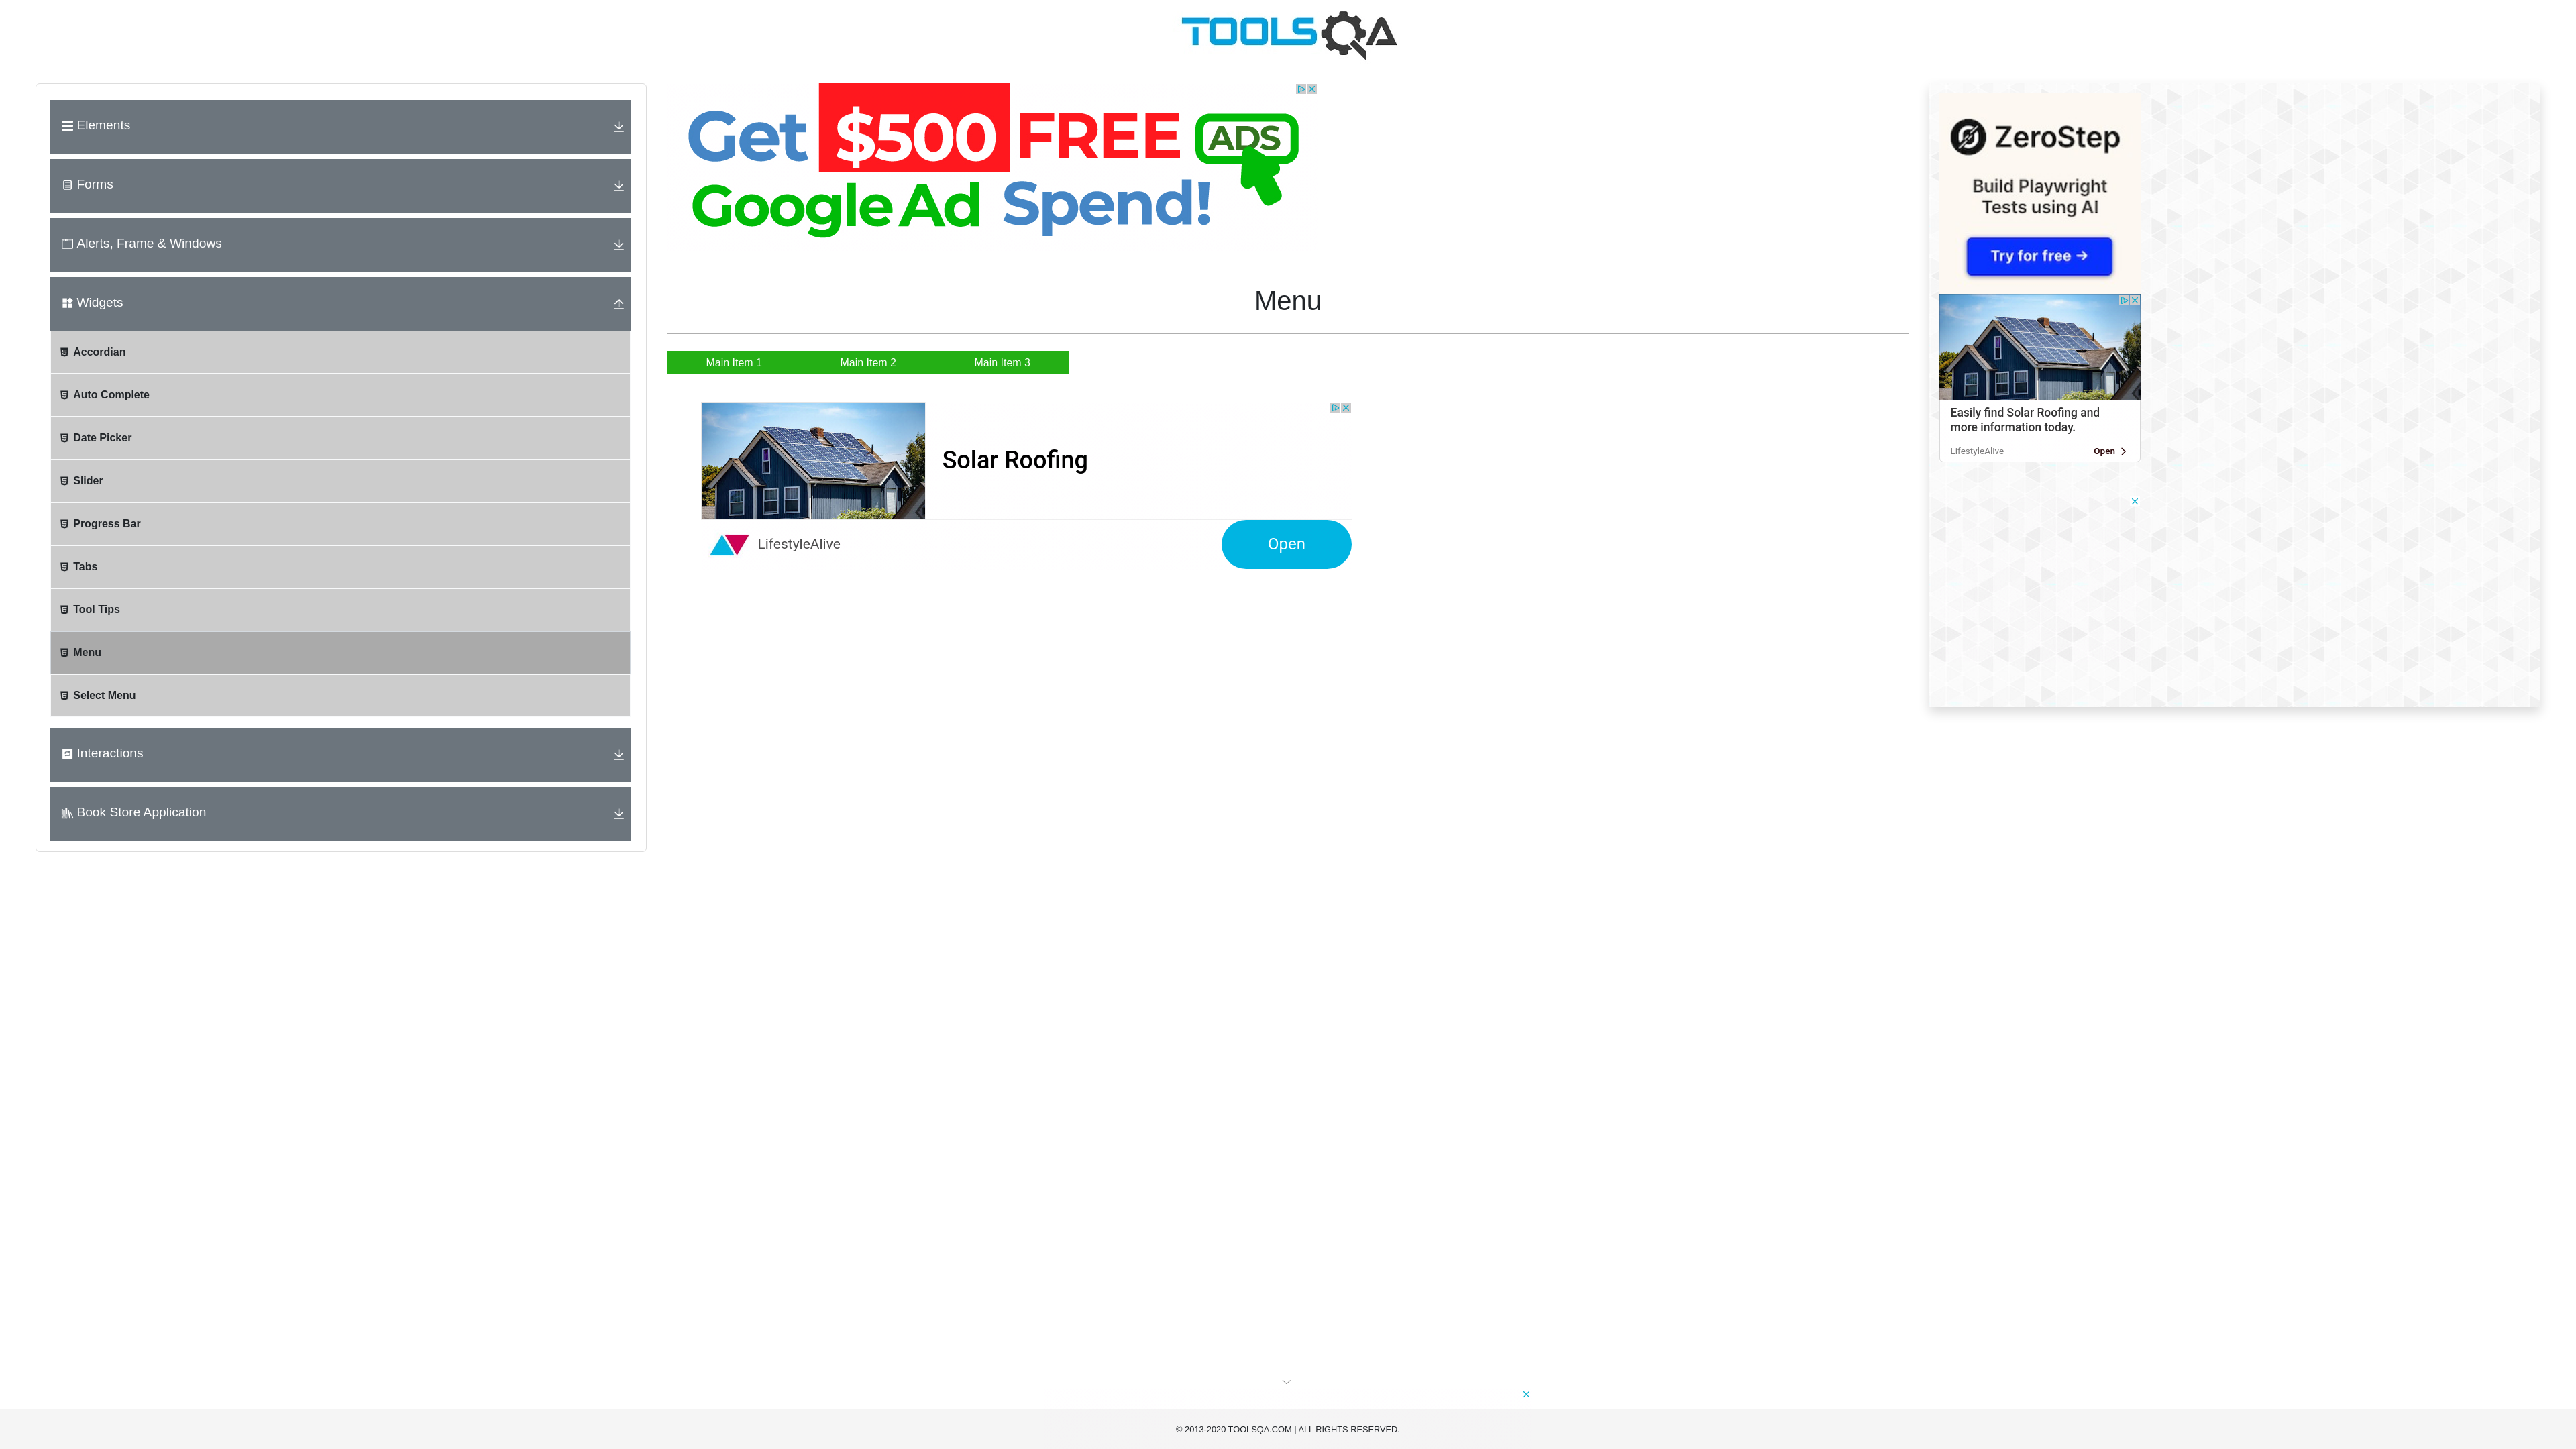 TOOLSQA
Elements
Forms
Alerts, Frame & Windows
Widgets
Accordian
Auto Complete
Date Picker
Slider
Progress Bar
Tabs
Tool Tips
Menu
Select Menu
Interactions
Book Store Application
Get $500 FREE ADS
Google Ad Spend!
Menu
Main Item 1
Main Item 2
Main Item 3
Solar Roofing
LifestyleAlive
Open
ZeroStep
Build Playwright
Tests using AI
Try for free →
Easily find Solar Roofing and
more information today.
LifestyleAlive
Open
© 2013-2020 TOOLSQA.COM | ALL RIGHTS RESERVED.